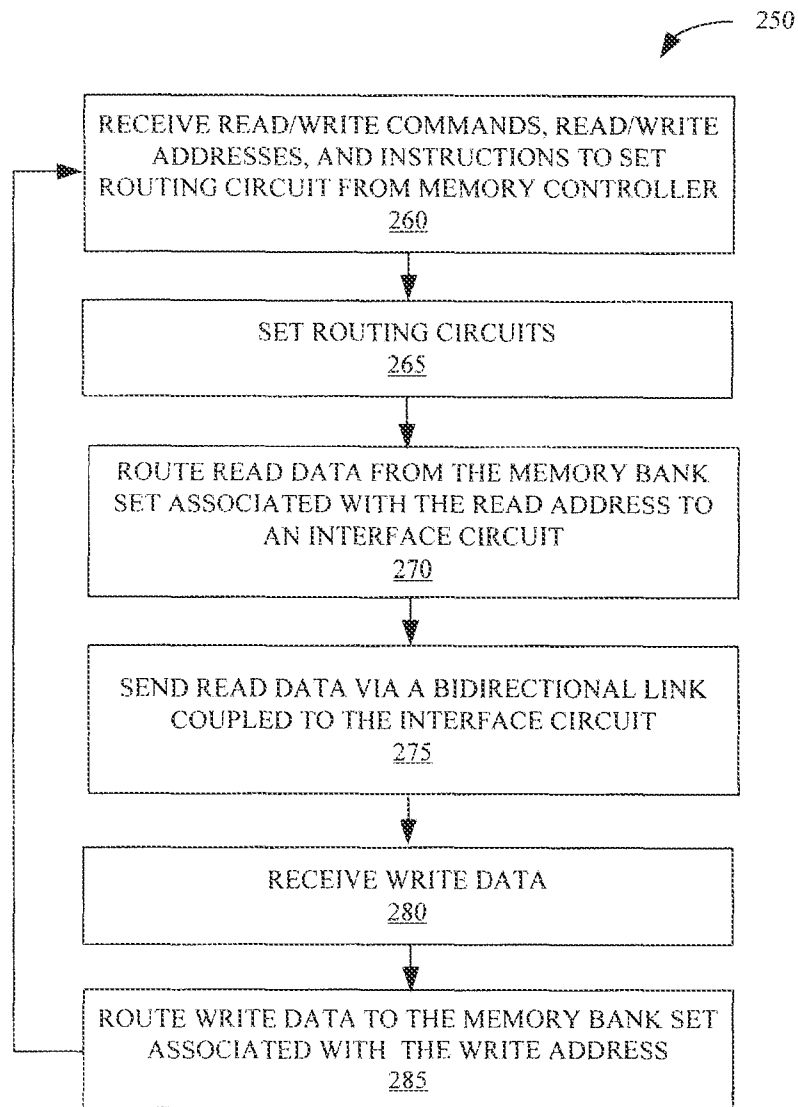 250
RECEIVE READ/WRITE COMMANDS, READ/WRITE
ADDRESSES, AND INSTRUCTIONS TO SET
ROUTING CIRCUIT FROM MEMORY CONTROLLER
260
SET ROUTING CIRCUITS
265
ROUTE READ DATA FROM THE MEMORY BANK
SET ASSOCIATED WITH THE READ ADDRESS TO
AN INTERFACE CIRCUIT
270
SEND READ DATA VIA A BIDIRECTIONAL LINK
COUPLED TO THE INTERFACE CIRCUIT
275
RECEIVE WRITE DATA
280
ROUTE WRITE DATA TO THE MEMORY BANK SET
ASSOCIATED WITH THE WRITE ADDRESS
285